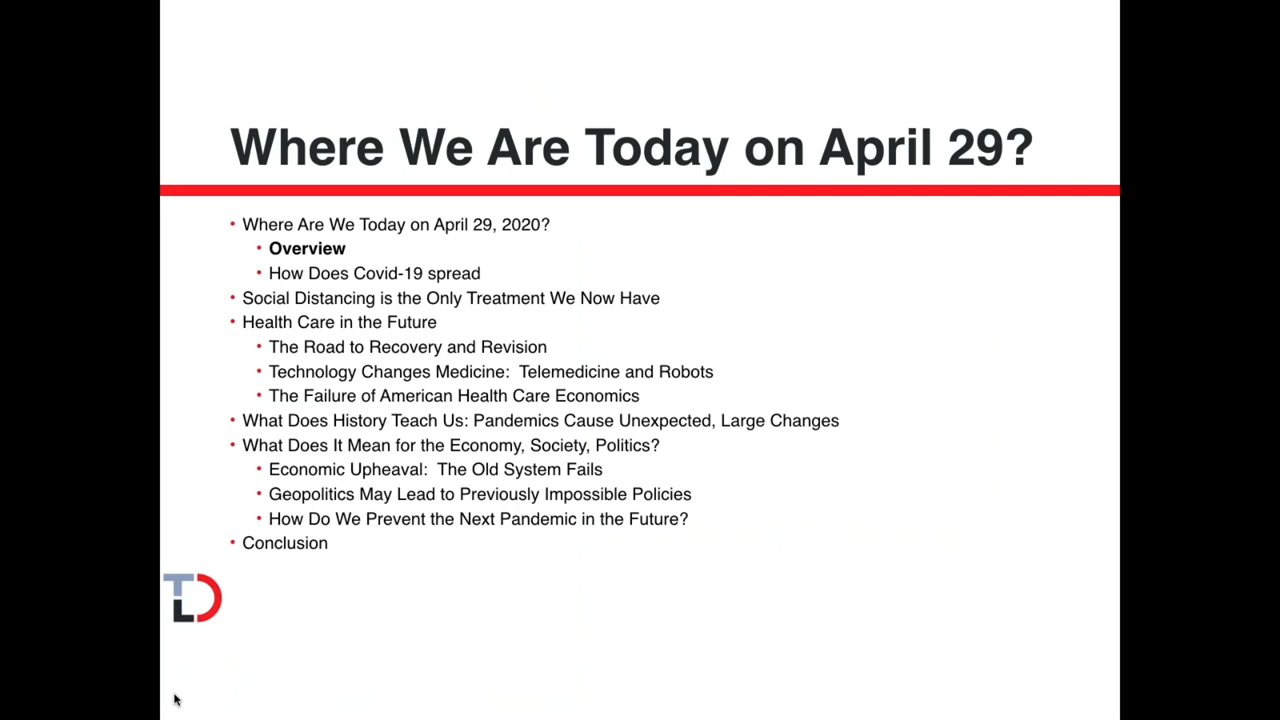 Where We Are Today on April 29?
• Where Are We Today on April 29, 2020?
• Overview
• How Does Covid-19 spread
• Social Distancing is the Only Treatment We Now Have
• Health Care in the Future
• The Road to Recovery and Revision
• Technology Changes Medicine:  Telemedicine and Robots
• The Failure of American Health Care Economics
• What Does History Teach Us: Pandemics Cause Unexpected, Large Changes
• What Does It Mean for the Economy, Society, Politics?
• Economic Upheaval:  The Old System Fails
• Geopolitics May Lead to Previously Impossible Policies
• How Do We Prevent the Next Pandemic in the Future?
• Conclusion
TLD